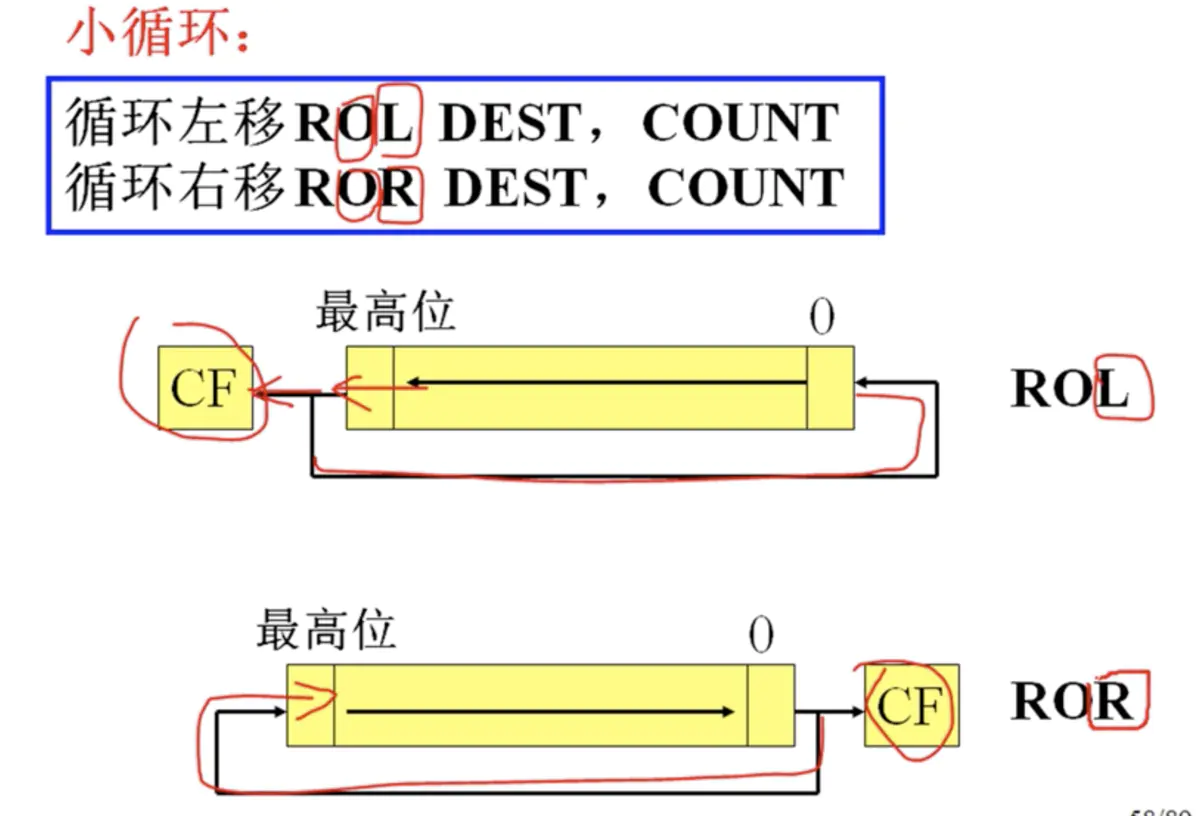 小循环：
循环左移ROL DEST，COUNT
循环右移ROR DEST，COUNT
最高位 0
CF ROL
最高位 0
CF ROR